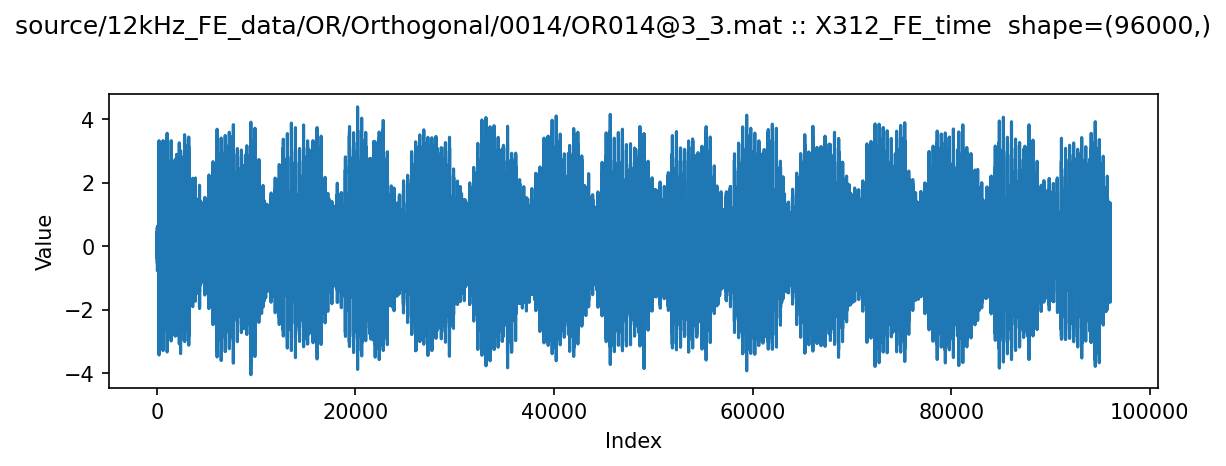 source/12kHz_FE_data/OR/Orthogonal/0014/OR014@3_3.mat :: X312_FE_time  shape=(96000,)
4
2
0
−2
−4
Value
0 20000 40000 60000 80000 100000
Index